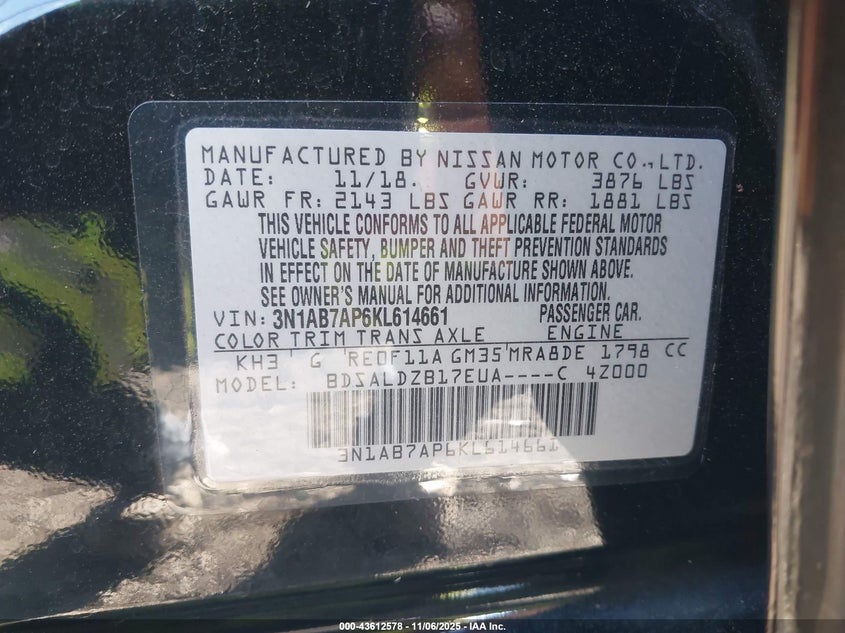 MANUFACTURED BY NISSAN MOTOR CO.,LTD.
DATE: 11/18. GVWR: 3876 LBS
GAWR FR: 2143 LBS GAWR RR: 1881 LBS
THIS VEHICLE CONFORMS TO ALL APPLICABLE FEDERAL MOTOR
VEHICLE SAFETY, BUMPER AND THEFT PREVENTION STANDARDS
IN EFFECT ON THE DATE OF MANUFACTURE SHOWN ABOVE.
SEE OWNER'S MANUAL FOR ADDITIONAL INFORMATION.
VIN: 3N1AB7AP6KL614661 PASSENGER CAR.
COLOR TRIM TRANS AXLE ENGINE
KH3 G RE0F11A GM35 MRA8DE 1798 CC
MODEL: BDSALDZB17EUA----C 4Z000
3N1AB7AP6KL614661
000-43612578 - 11/06/2025 - IAA Inc.